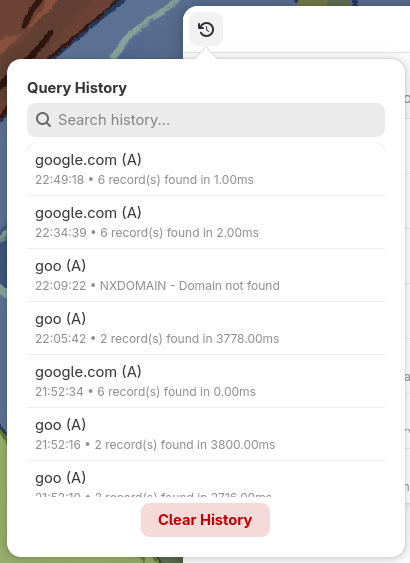 Query History
Search history...
google.com (A)
22:49:18 • 6 record(s) found in 1.00ms
google.com (A)
22:34:39 • 6 record(s) found in 2.00ms
goo (A)
22:09:22 • NXDOMAIN - Domain not found
goo (A)
22:05:42 • 2 record(s) found in 3778.00ms
google.com (A)
21:52:34 • 6 record(s) found in 0.00ms
goo (A)
21:52:16 • 2 record(s) found in 3800.00ms
goo (A)
record(s) found in
Clear History